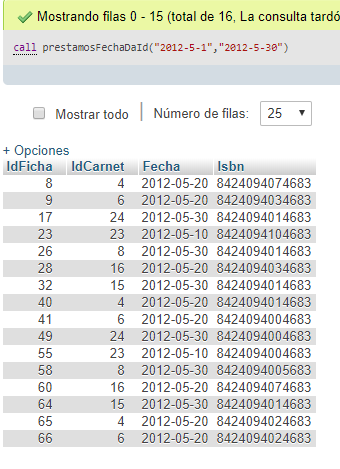 Mostrando filas 0 - 15 (total de 16, La consulta tardó
call prestamosFechaDaId("2012-5-1","2012-5-30")
Mostrar todo | Número de filas: 25
+ Opciones
IdFicha IdCarnet Fecha Isbn
8 4 2012-05-20 8424094074683
9 6 2012-05-20 8424094034683
17 24 2012-05-30 8424094014683
23 23 2012-05-10 8424094104683
26 8 2012-05-30 8424094014683
28 16 2012-05-20 8424094034683
32 15 2012-05-30 8424094014683
40 4 2012-05-20 8424094014683
41 6 2012-05-20 8424094004683
49 24 2012-05-30 8424094004683
55 23 2012-05-10 8424094004683
58 8 2012-05-30 8424094005683
60 16 2012-05-20 8424094074683
64 15 2012-05-30 8424094014683
65 4 2012-05-20 8424094024683
66 6 2012-05-20 8424094024683